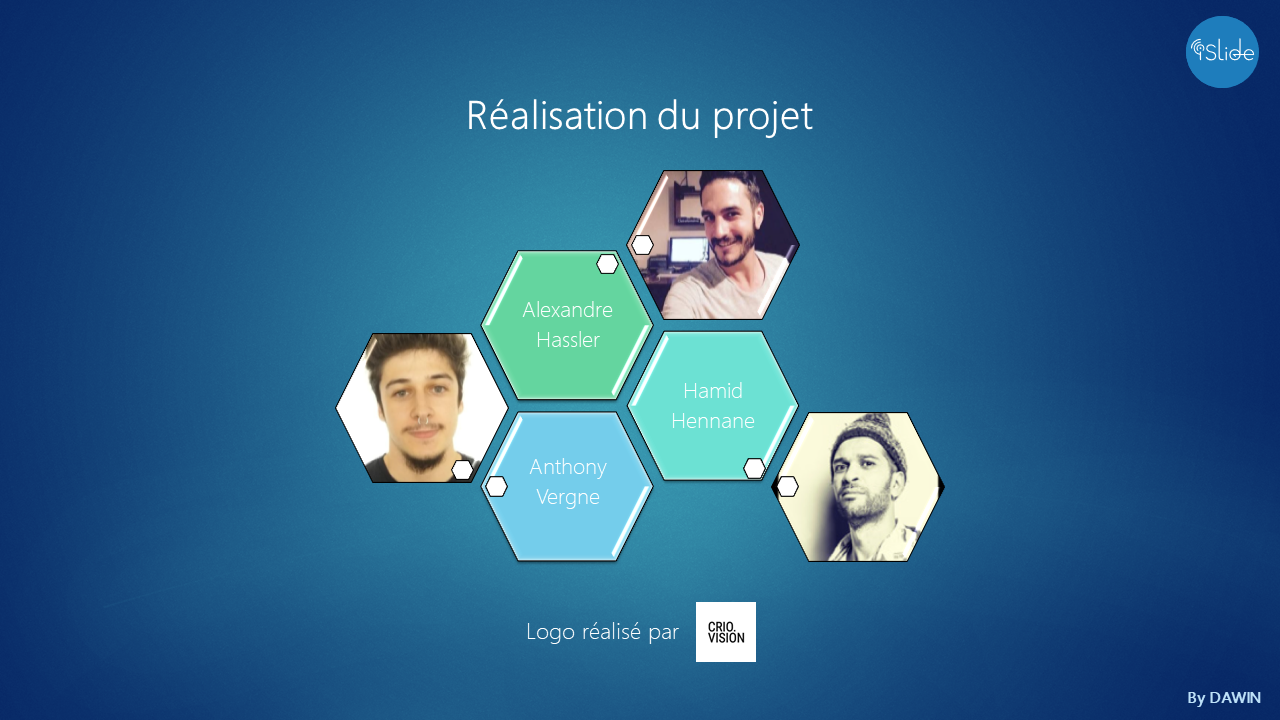 iSlide
Réalisation du projet
Alexandre
Hassler
Hamid
Hennane
Anthony
Vergne
Logo réalisé par
CRIO.
VISION
By DAWIN